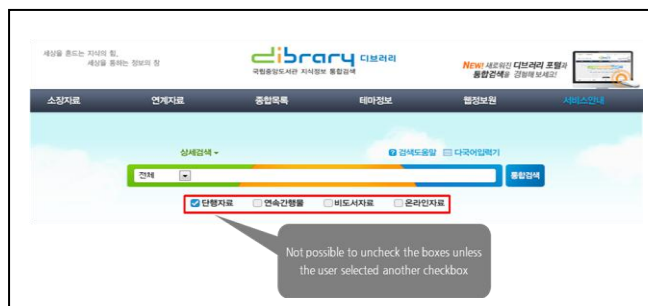 세상을 흔드는 지식의 힘,
세상을 통하는 정보의 창
dibrary 디브러리
국립중앙도서관 지식정보 통합검색
NEW! 새로워진 디브러리 포털과
통합검색을 경험해보세요!
소장자료 연계자료 종합목록 테마정보 웹정보원 서비스안내
상세검색 검색도움말 다국어입력기
전체 통합검색
단행자료 연속간행물 비도서자료 온라인자료
Not possible to uncheck the boxes unless
the user selected another checkbox